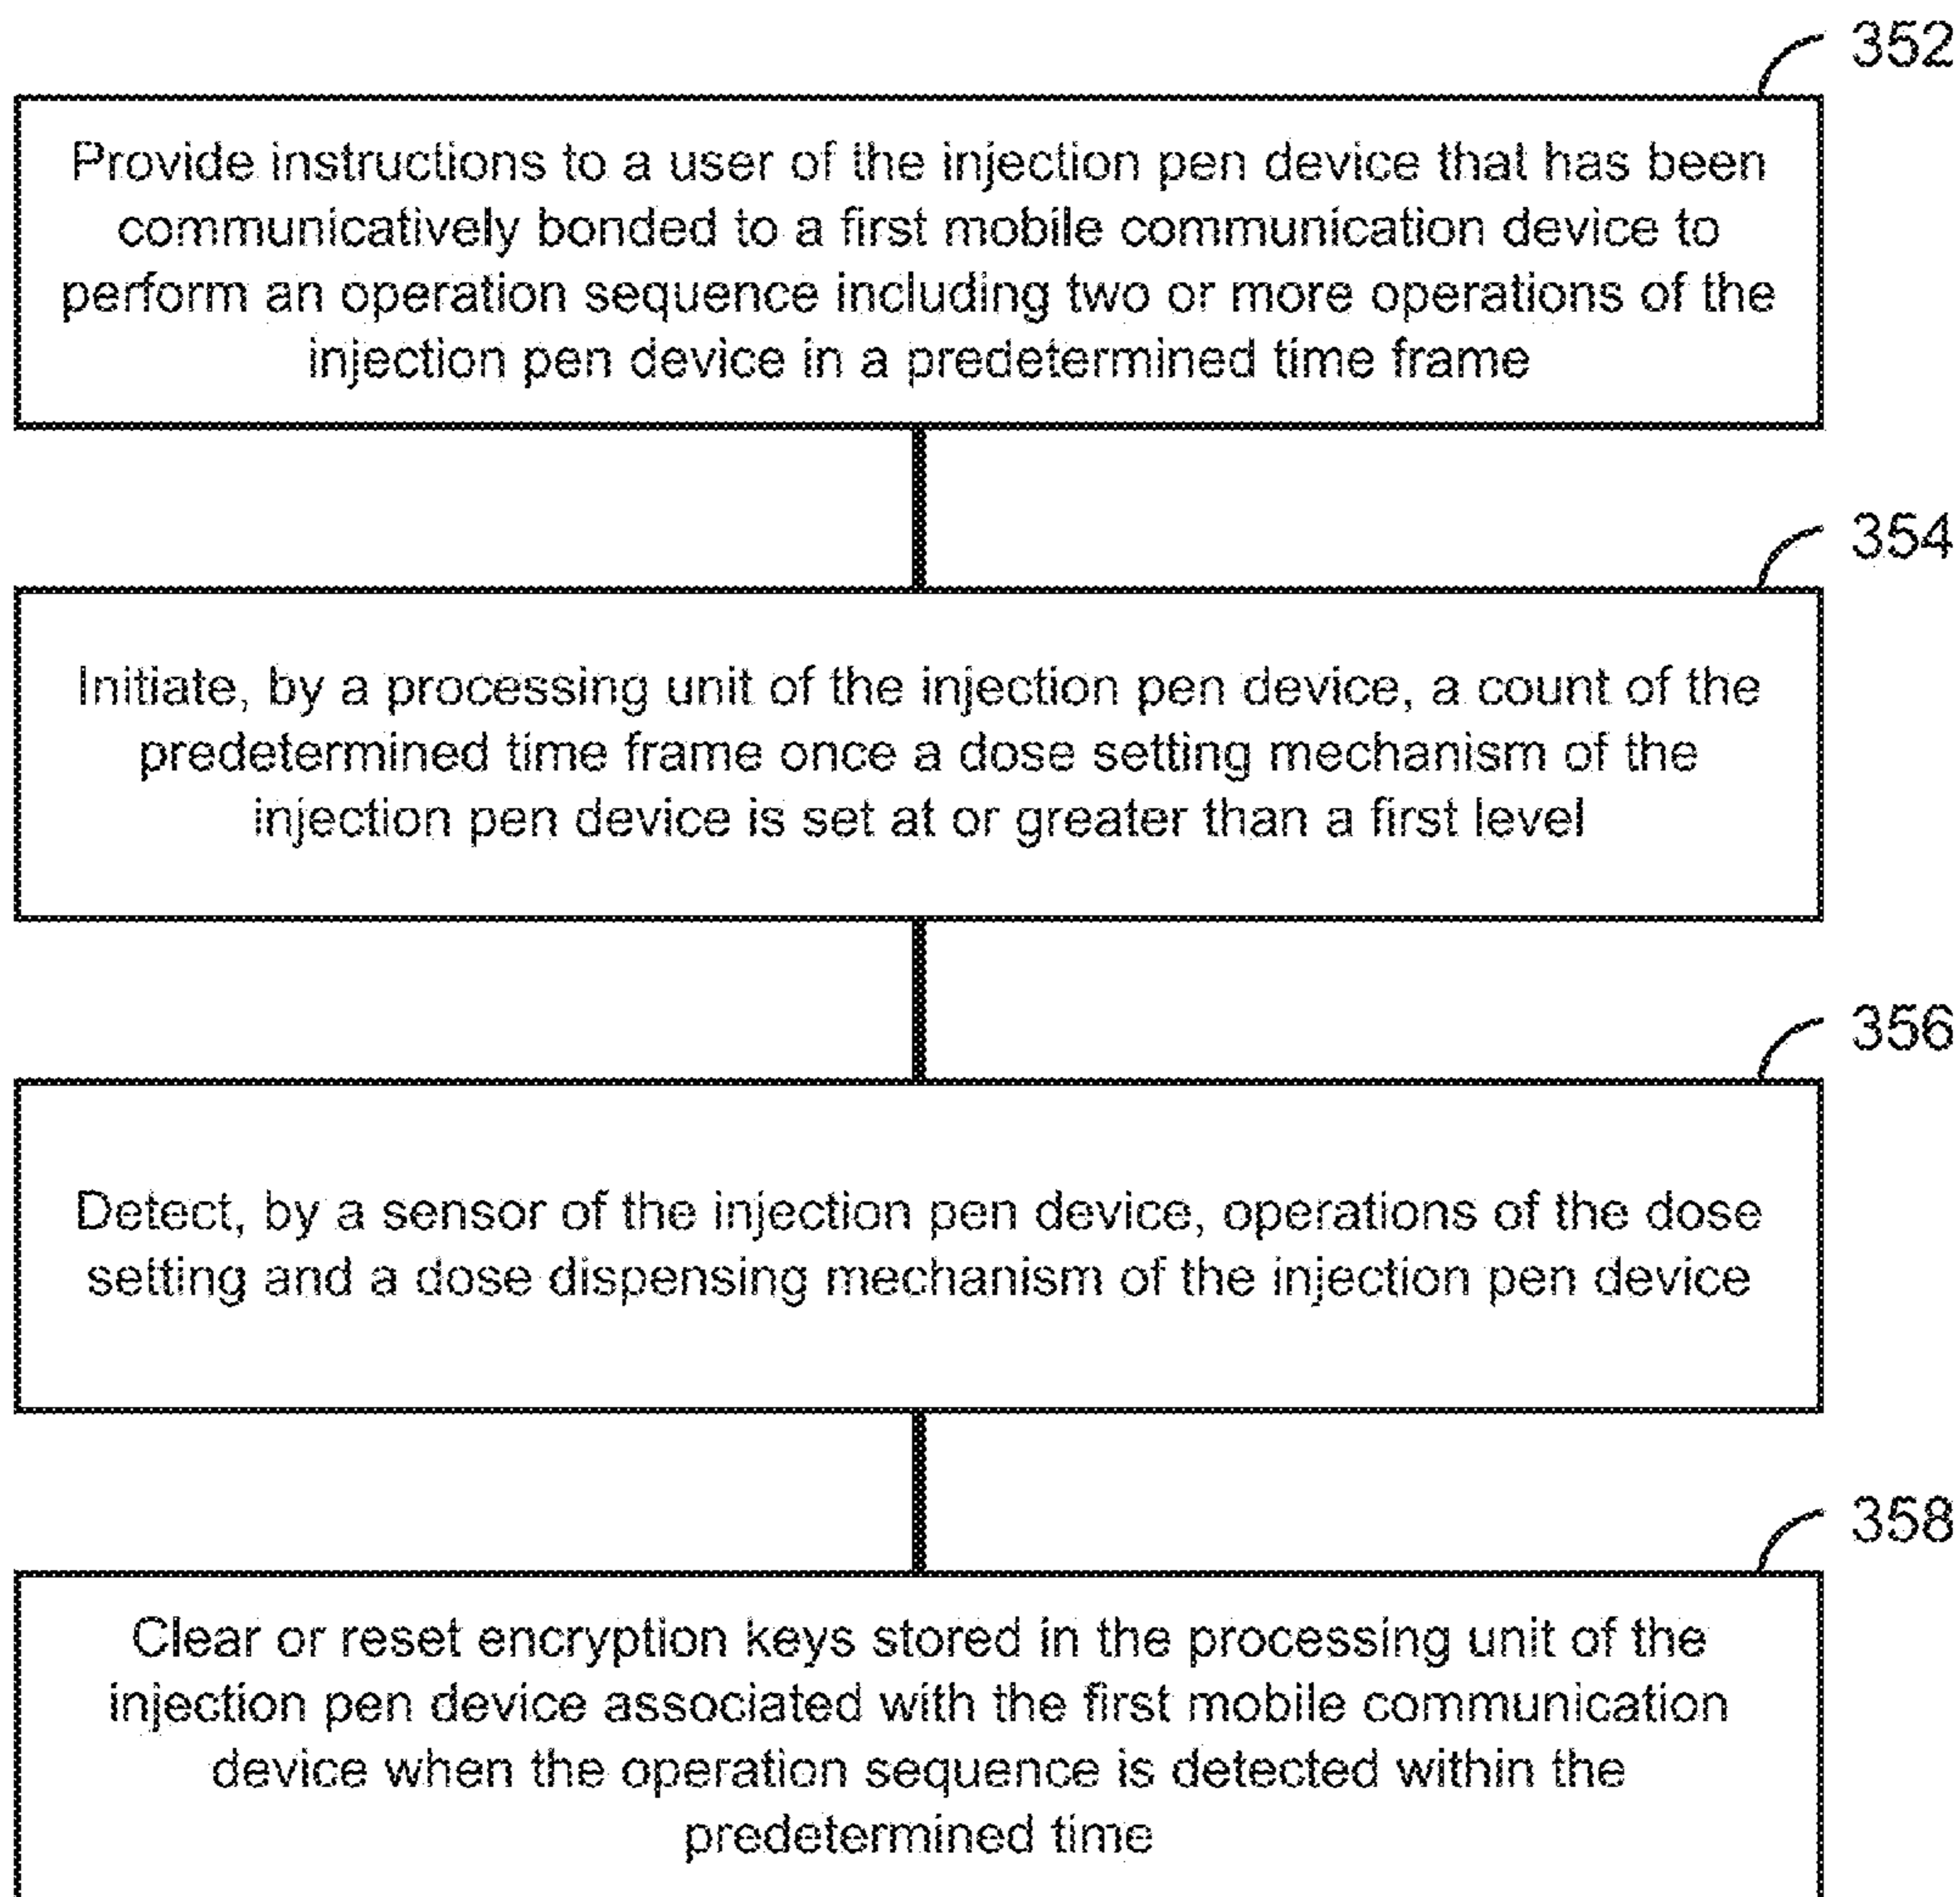 352
Provide instructions to a user of the injection pen device that has been
communicatively bonded to a first mobile communication device to
perform an operation sequence including two or more operations of the
injection pen device in a predetermined time frame
354
Initiate, by a processing unit of the injection pen device, a count of the
predetermined time frame once a dose setting mechanism of the
injection pen device is set at or greater than a first level
356
Detect, by a sensor of the injection pen device, operations of the dose
setting and a dose dispensing mechanism of the injection pen device
358
Clear or reset encryption keys stored in the processing unit of the
injection pen device associated with the first mobile communication
device when the operation sequence is detected within the
predetermined time